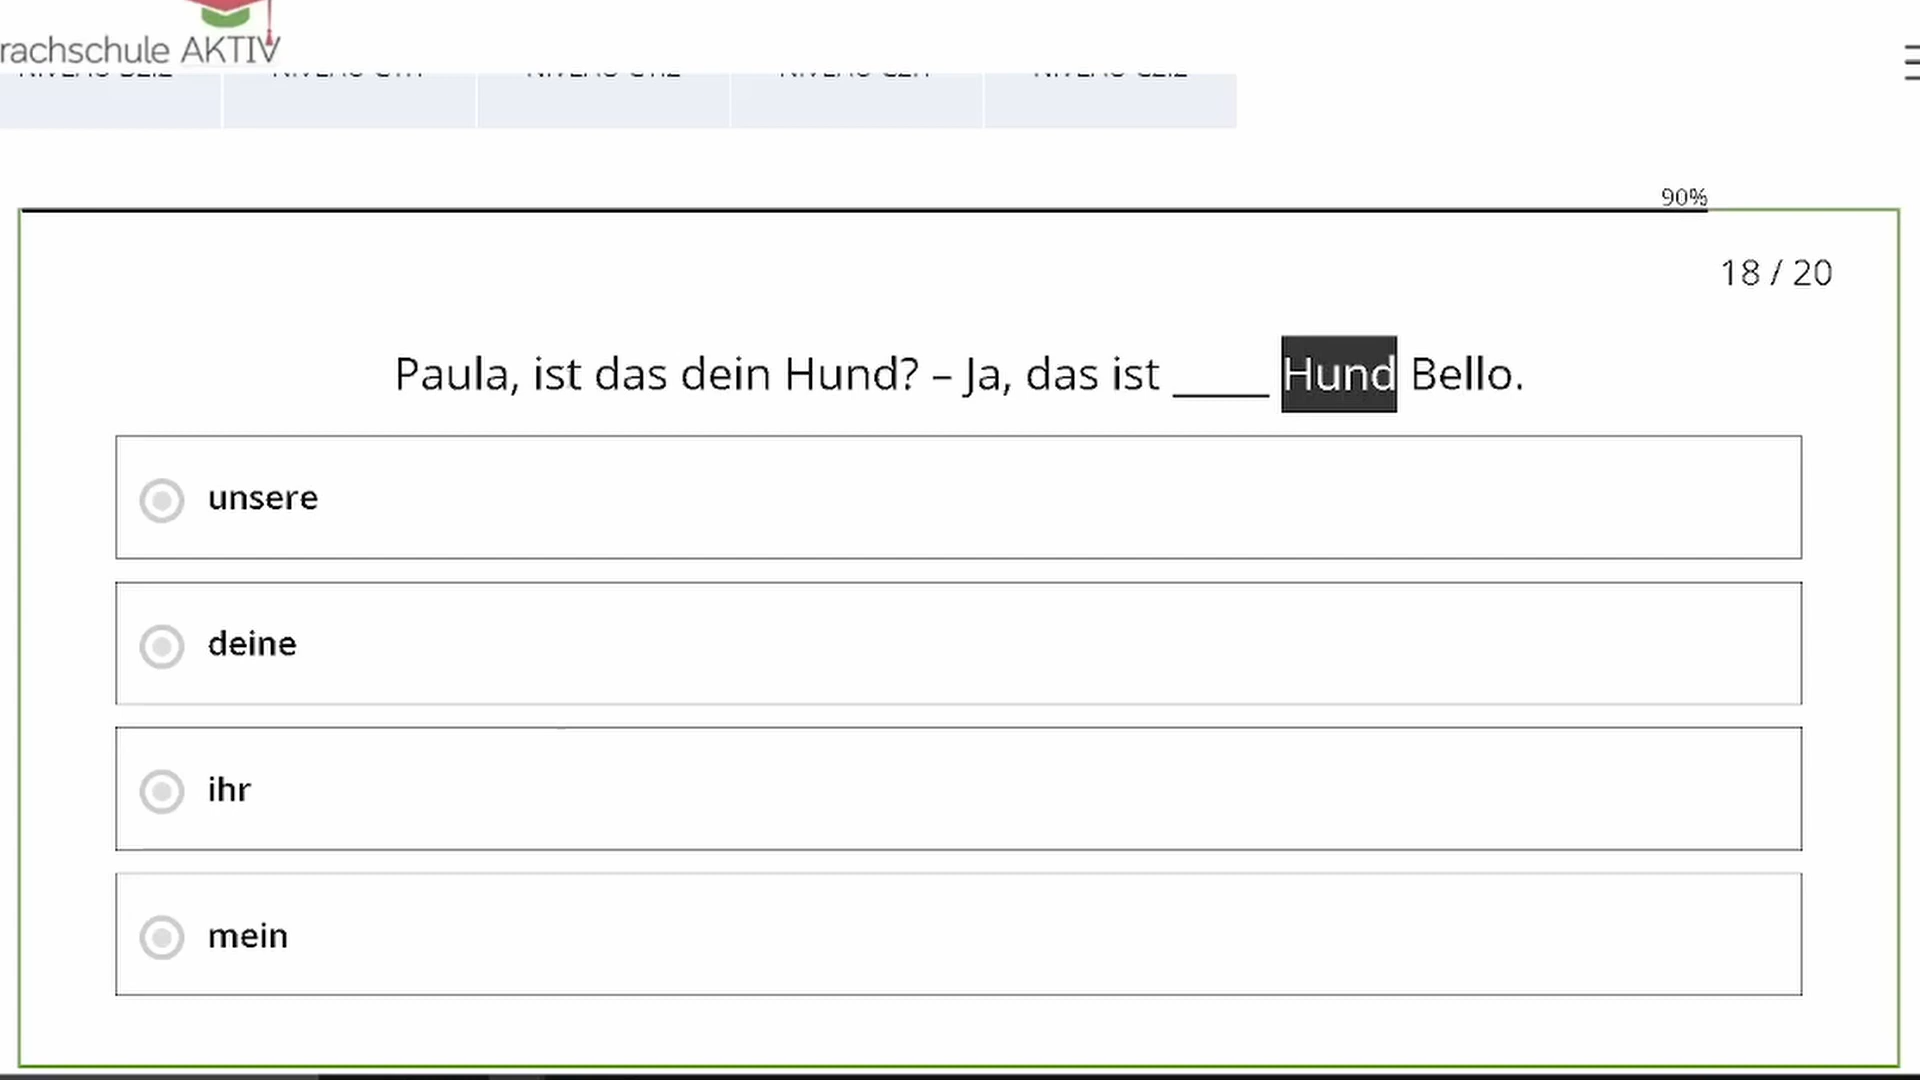 rachschule AKTIV
90%
18 / 20
Paula, ist das dein Hund? – Ja, das ist _____ Hund Bello.
unsere
deine
ihr
mein